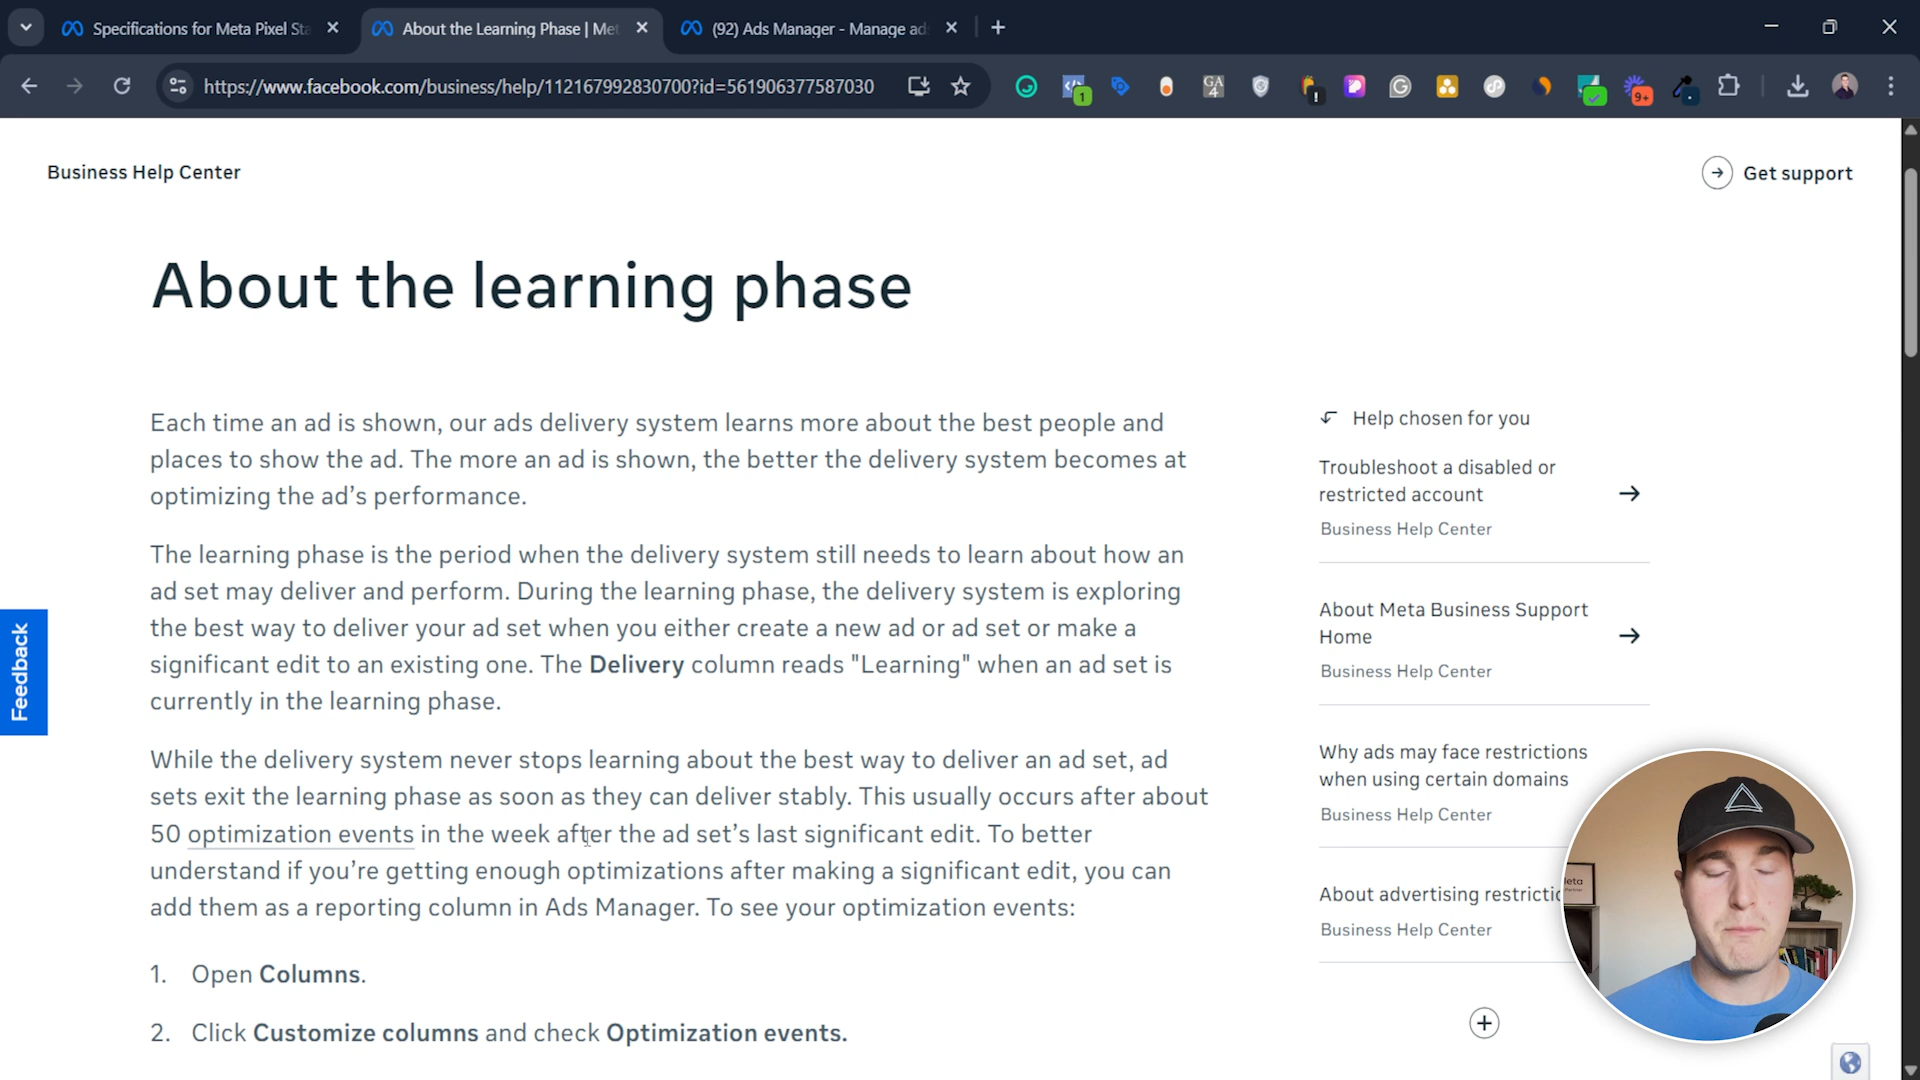 Specifications for Meta Pixel Sta
About the Learning Phase | Met
(92) Ads Manager - Manage ads
https://www.facebook.com/business/help/112167992830700?id=561906377587030
1
GA
4
!
9+
Business Help Center
Get support
About the learning phase
Each time an ad is shown, our ads delivery system learns more about the best people and
places to show the ad. The more an ad is shown, the better the delivery system becomes at
optimizing the ad’s performance.
The learning phase is the period when the delivery system still needs to learn about how an
ad set may deliver and perform. During the learning phase, the delivery system is exploring
the best way to deliver your ad set when you either create a new ad or ad set or make a
significant edit to an existing one. The Delivery column reads "Learning" when an ad set is
currently in the learning phase.
While the delivery system never stops learning about the best way to deliver an ad set, ad
sets exit the learning phase as soon as they can deliver stably. This usually occurs after about
50 optimization events in the week after the ad set’s last significant edit. To better
understand if you’re getting enough optimizations after making a significant edit, you can
add them as a reporting column in Ads Manager. To see your optimization events:
1. Open Columns.
2. Click Customize columns and check Optimization events.
Feedback
Help chosen for you
Troubleshoot a disabled or
restricted account
Business Help Center
About Meta Business Support
Home
Business Help Center
Why ads may face restrictions
when using certain domains
Business Help Center
About advertising restrictio
Business Help Center